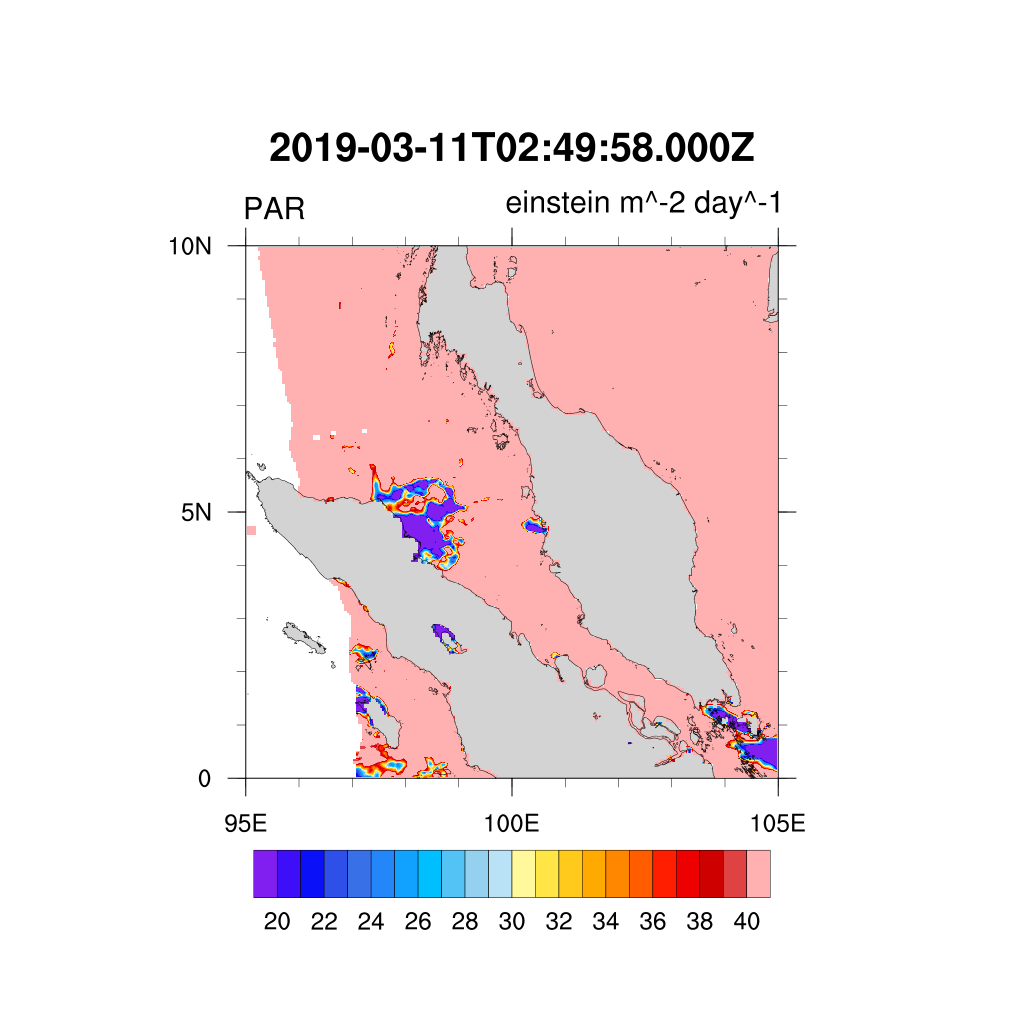 2019-03-11T02:49:58.000Z
PAR einstein m^-2 day^-1
10N
5N
0
95E 100E 105E
20 22 24 26 28 30 32 34 36 38 40